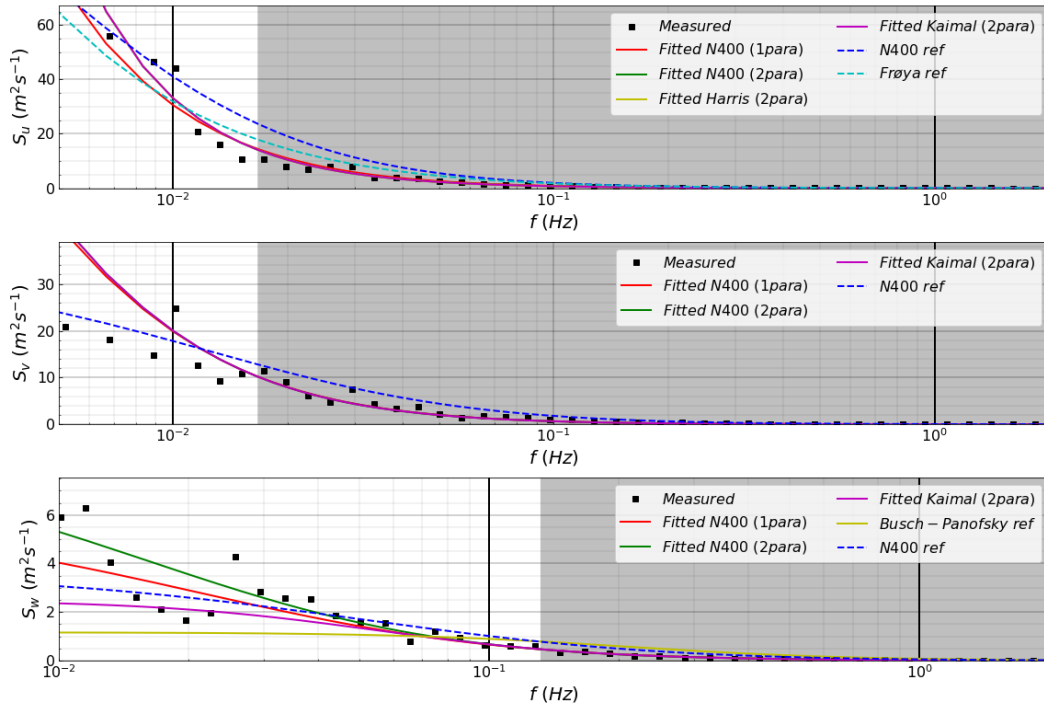 60
40
20
0
S_u (m²s⁻¹)
Measured
Fitted N400 (1para)
Fitted N400 (2para)
Fitted Harris (2para)
Fitted Kaimal (2para)
N400 ref
Frøya ref
10⁻² 10⁻¹ 10⁰
f (Hz)
30
20
10
0
S_v (m²s⁻¹)
Measured
Fitted N400 (1para)
Fitted N400 (2para)
Fitted Kaimal (2para)
N400 ref
10⁻² 10⁻¹ 10⁰
f (Hz)
6
4
2
0
S_w (m²s⁻¹)
Measured
Fitted N400 (1para)
Fitted N400 (2para)
Fitted Kaimal (2para)
Busch − Panofsky ref
N400 ref
10⁻² 10⁻¹ 10⁰
f (Hz)